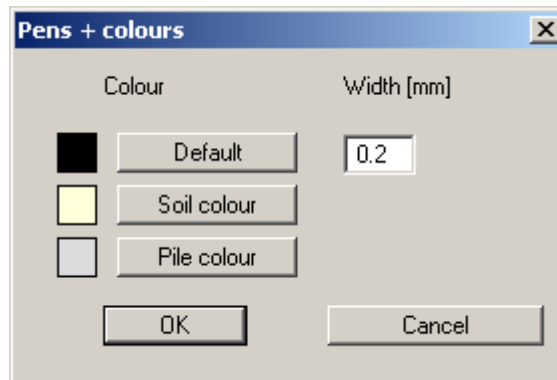 Pens + colours
Colour Width [mm]
Default 0.2
Soil colour
Pile colour
OK Cancel